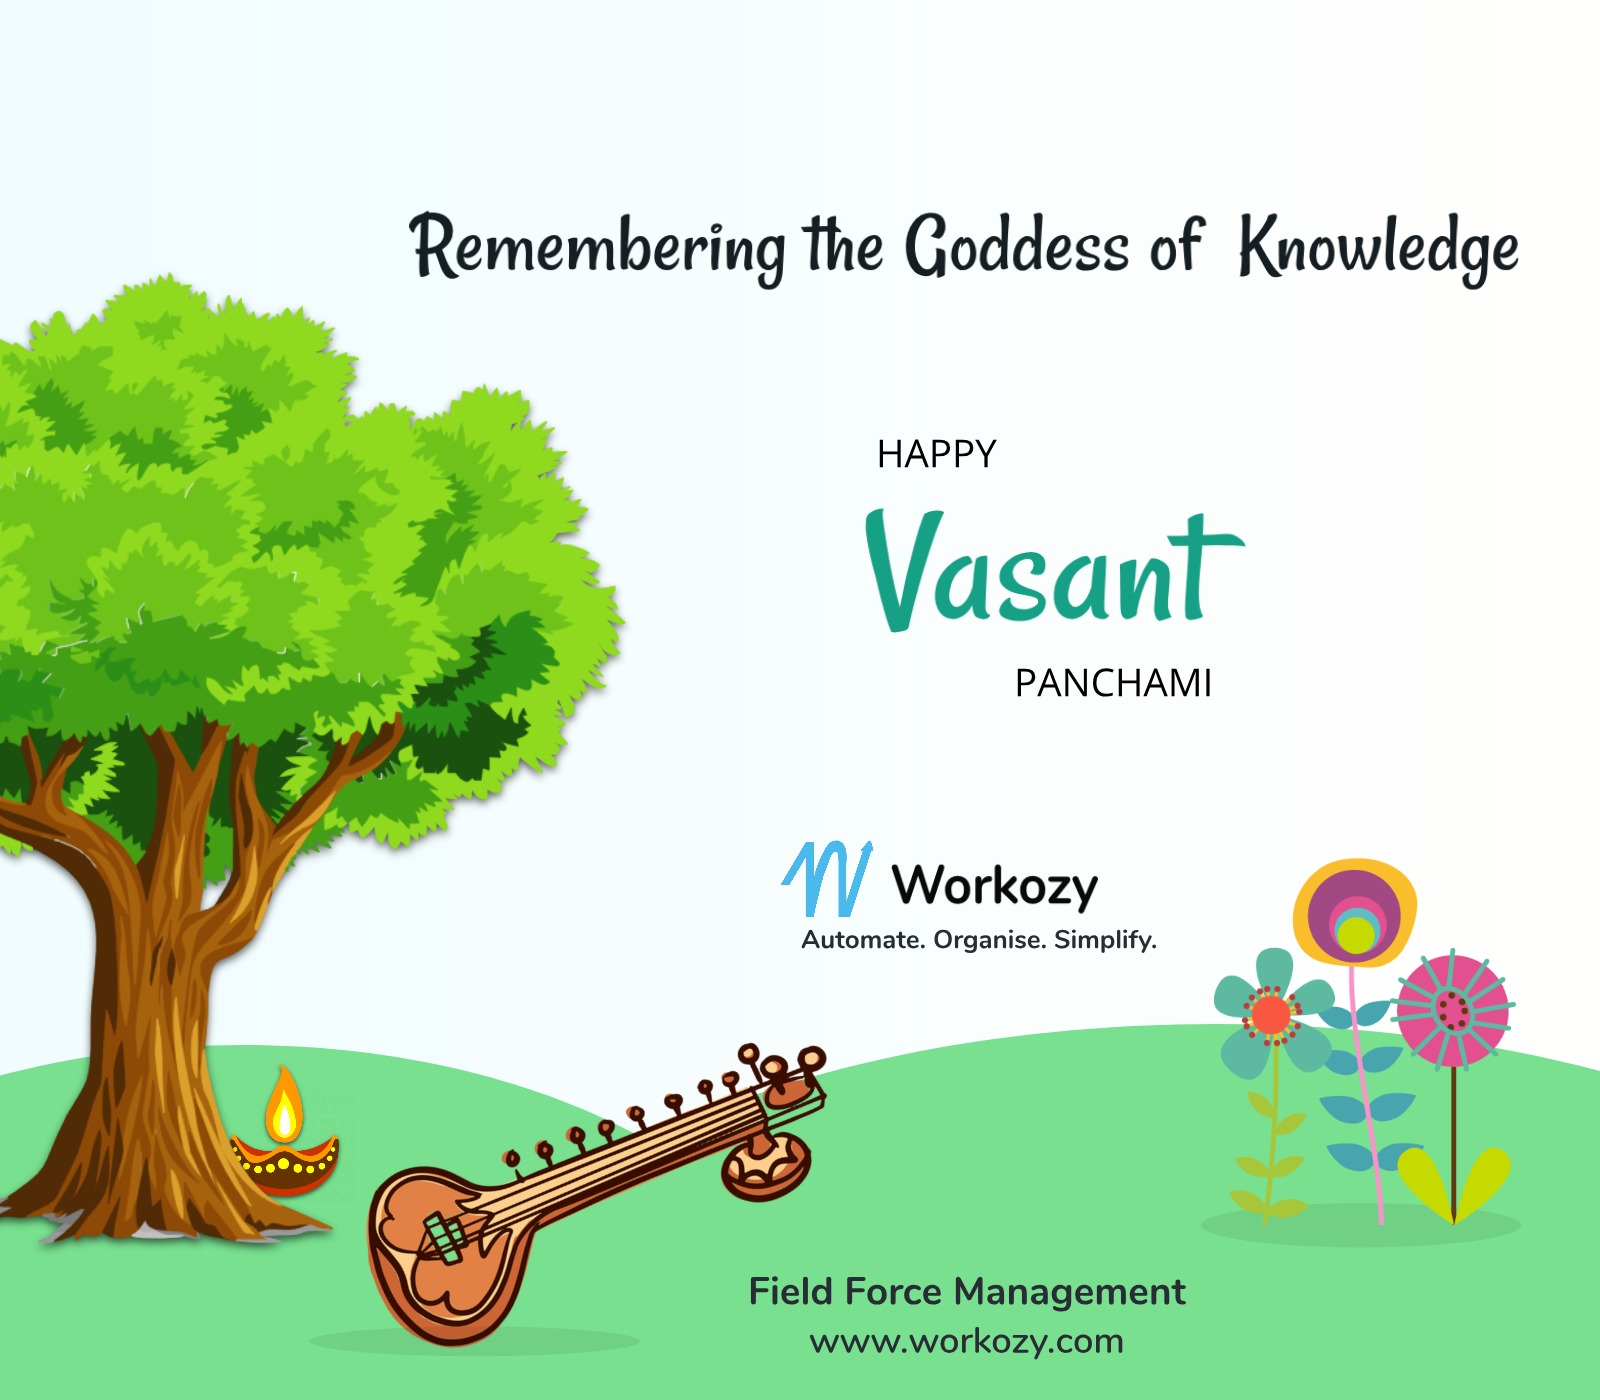 Remembering the Goddess of Knowledge
HAPPY
Vasant
PANCHAMI
Workozy
Automate. Organise. Simplify.
Field Force Management
www.workozy.com